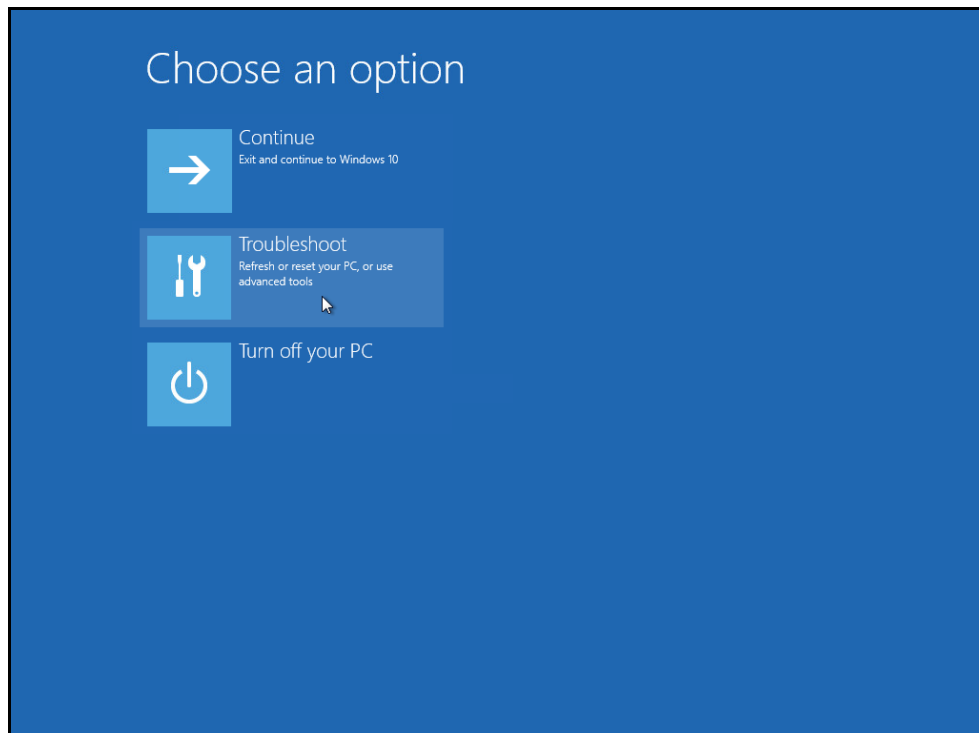 Choose an option
Continue
Exit and continue to Windows 10
Troubleshoot
Refresh or reset your PC, or use
advanced tools
Turn off your PC